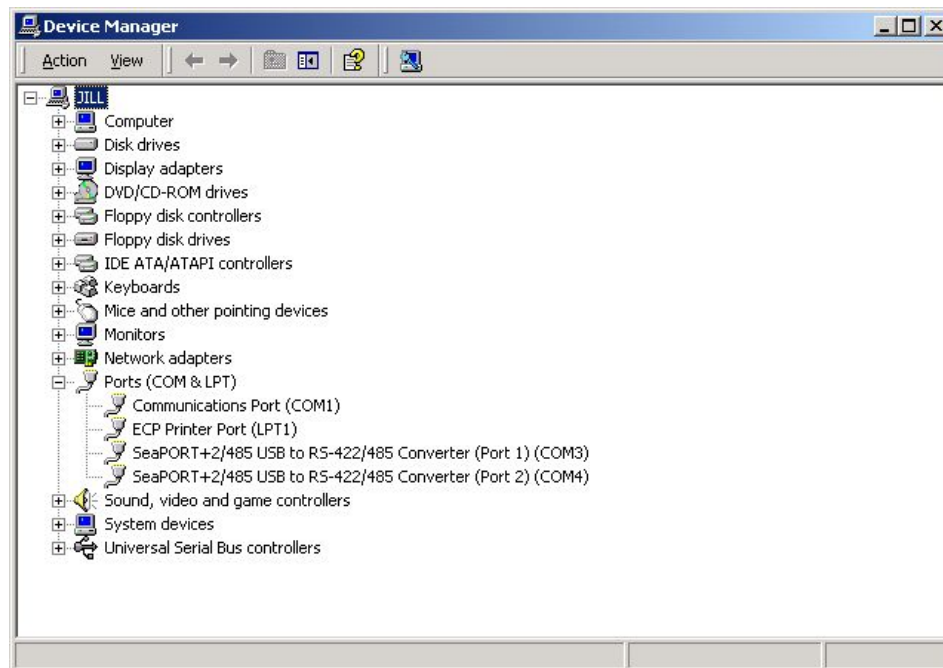 Device Manager
Action View
JILL
Computer
Disk drives
Display adapters
DVD/CD-ROM drives
Floppy disk controllers
Floppy disk drives
IDE ATA/ATAPI controllers
Keyboards
Mice and other pointing devices
Monitors
Network adapters
Ports (COM & LPT)
Communications Port (COM1)
ECP Printer Port (LPT1)
SeaPORT+2/485 USB to RS-422/485 Converter (Port 1) (COM3)
SeaPORT+2/485 USB to RS-422/485 Converter (Port 2) (COM4)
Sound, video and game controllers
System devices
Universal Serial Bus controllers